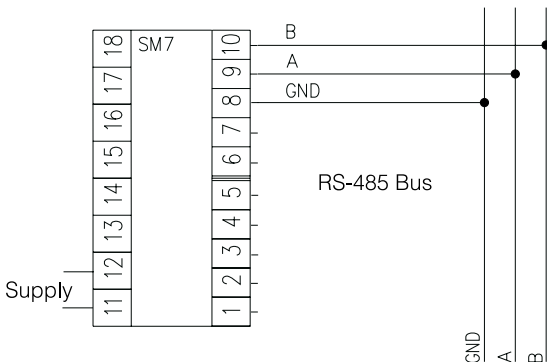 B
18 SM7 10
A
17 9
GND
16 8
15 7
14 6
RS-485 Bus
13 5
12 4
Supply
11 3
2
1
GND
A
B